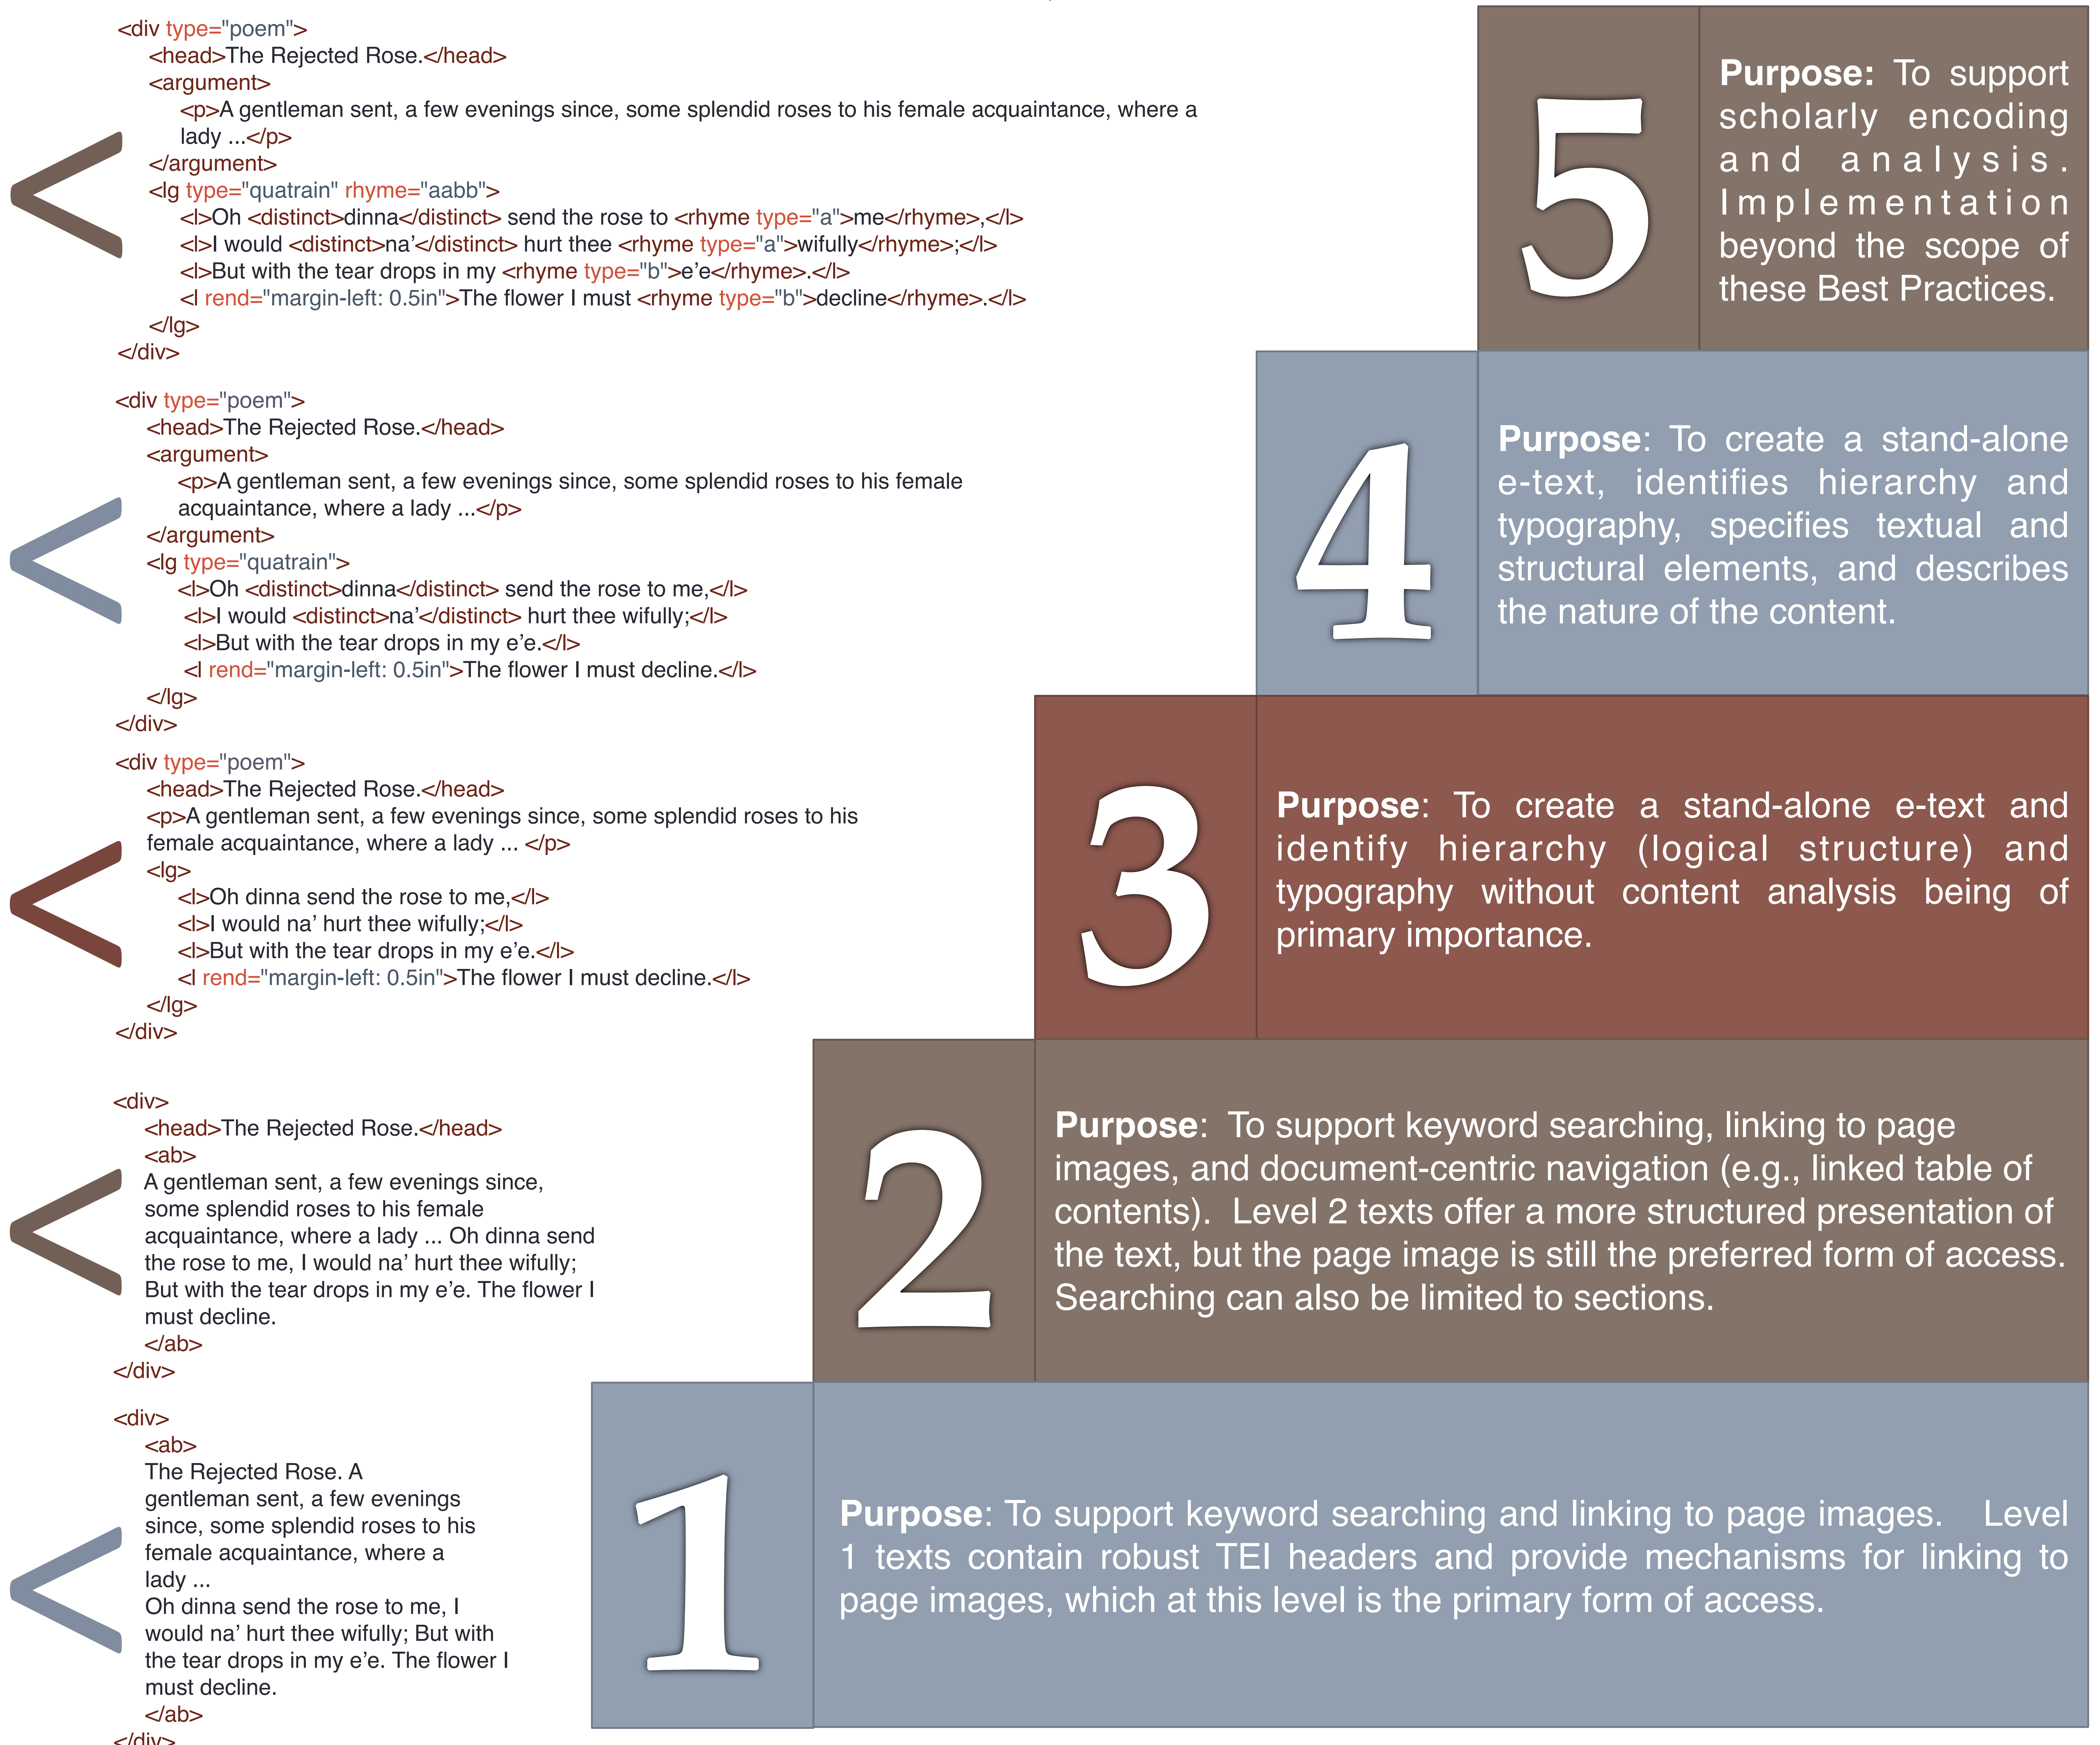 <div type="poem">
<head>The Rejected Rose.</head>
<argument>
<p>A gentleman sent, a few evenings since, some splendid roses to his female acquaintance, where a
lady ...</p>
</argument>
<lg type="quatrain" rhyme="aabb">
<l>Oh <distinct>dinna</distinct> send the rose to <rhyme type="a">me</rhyme>,</l>
<l>I would <distinct>na’</distinct> hurt thee <rhyme type="a">wifully</rhyme>;</l>
<l>But with the tear drops in my <rhyme type="b">e’e</rhyme>.</l>
<l rend="margin-left: 0.5in">The flower I must <rhyme type="b">decline</rhyme>.</l>
</lg>
</div>
<
5
Purpose: To support
scholarly encoding
and analysis.
Implementation
beyond the scope of
these Best Practices.
<div type="poem">
<head>The Rejected Rose.</head>
<argument>
<p>A gentleman sent, a few evenings since, some splendid roses to his female
acquaintance, where a lady ...</p>
</argument>
<lg type="quatrain">
<l>Oh <distinct>dinna</distinct> send the rose to me,</l>
<l>I would <distinct>na’</distinct> hurt thee wifully;</l>
<l>But with the tear drops in my e’e.</l>
<l rend="margin-left: 0.5in">The flower I must decline.</l>
</lg>
</div>
<
4
Purpose: To create a stand-alone
e-text, identifies hierarchy and
typography, specifies textual and
structural elements, and describes
the nature of the content.
<div type="poem">
<head>The Rejected Rose.</head>
<p>A gentleman sent, a few evenings since, some splendid roses to his
female acquaintance, where a lady ... </p>
<lg>
<l>Oh dinna send the rose to me,</l>
<l>I would na’ hurt thee wifully;</l>
<l>But with the tear drops in my e’e.</l>
<l rend="margin-left: 0.5in">The flower I must decline.</l>
</lg>
</div>
<
3
Purpose: To create a stand-alone e-text and
identify hierarchy (logical structure) and
typography without content analysis being of
primary importance.
<div>
<head>The Rejected Rose.</head>
<ab>
A gentleman sent, a few evenings since,
some splendid roses to his female
acquaintance, where a lady ... Oh dinna send
the rose to me, I would na’ hurt thee wifully;
But with the tear drops in my e’e. The flower I
must decline.
</ab>
</div>
<
2
Purpose: To support keyword searching, linking to page
images, and document-centric navigation (e.g., linked table of
contents). Level 2 texts offer a more structured presentation of
the text, but the page image is still the preferred form of access.
Searching can also be limited to sections.
<div>
<ab>
The Rejected Rose. A
gentleman sent, a few evenings
since, some splendid roses to his
female acquaintance, where a
lady ...
Oh dinna send the rose to me, I
would na’ hurt thee wifully; But with
the tear drops in my e’e. The flower I
must decline.
</ab>
</div>
<
1
Purpose: To support keyword searching and linking to page images. Level
1 texts contain robust TEI headers and provide mechanisms for linking to
page images, which at this level is the primary form of access.